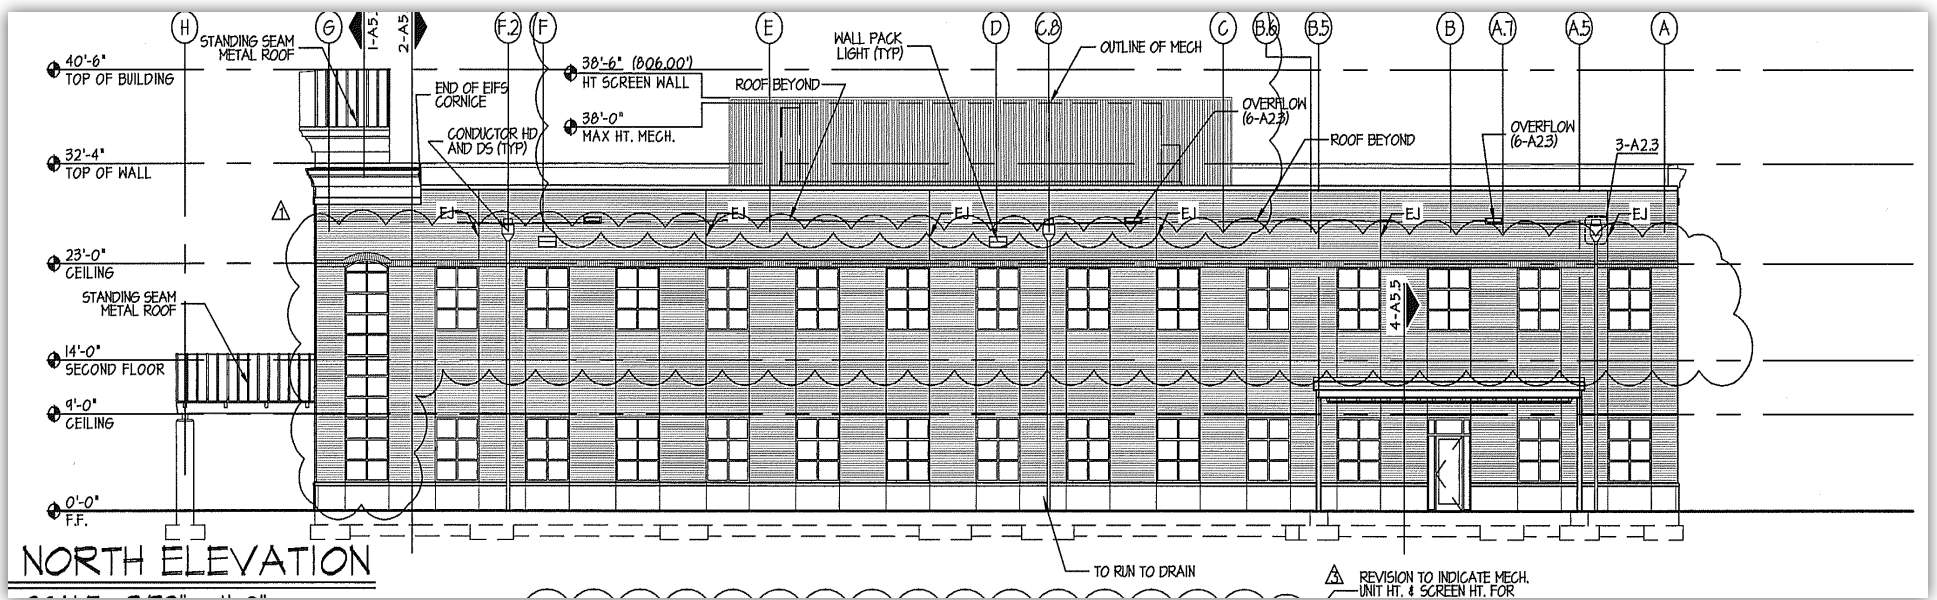 H
G
1-A5.
2-A5
F.2
F
E
D
C.8
C
B.6
B.5
B
A.7
A.5
A
STANDING SEAM
METAL ROOF
40'-6"
TOP OF BUILDING
38'-6" (806.00')
HT SCREEN WALL
38'-0"
MAX HT. MECH.
ROOF BEYOND
WALL PACK
LIGHT (TYP)
OUTLINE OF MECH
END OF EIFS
CORNICE
CONDUCTOR HD
AND DS (TYP)
OVERFLOW
(6-A2.3)
ROOF BEYOND
OVERFLOW
(6-A2.3)
3-A2.3
32'-4"
TOP OF WALL
1
EJ
EJ
EJ
EJ
EJ
EJ
23'-0"
CEILING
STANDING SEAM
METAL ROOF
4-A5.5
14'-0"
SECOND FLOOR
9'-0"
CEILING
0'-0"
F.F.
NORTH ELEVATION
TO RUN TO DRAIN
3
REVISION TO INDICATE MECH.
UNIT HT. & SCREEN HT. FOR